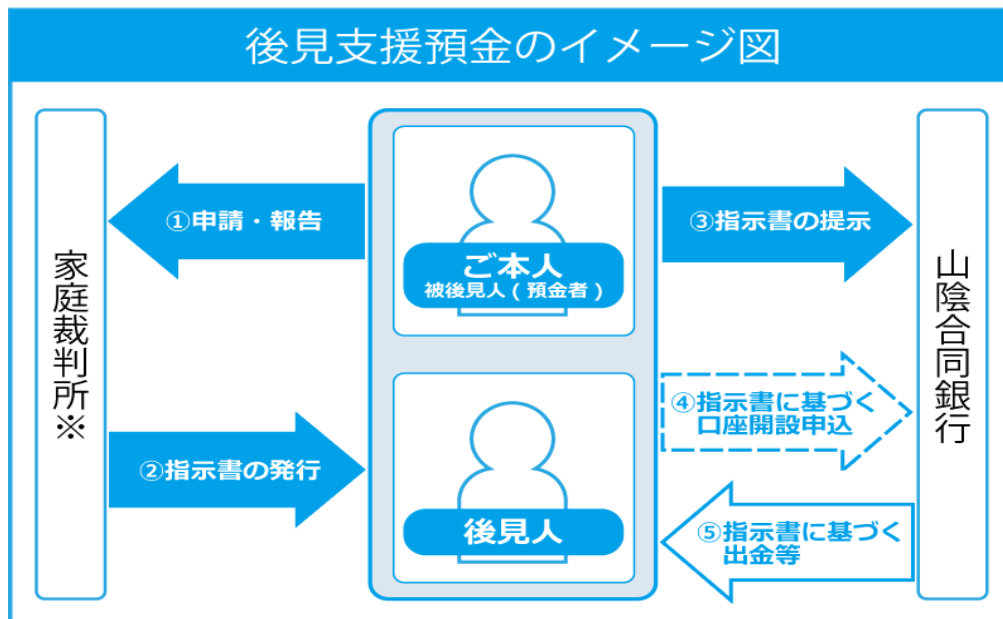 後見支援預金のイメージ図
家庭裁判所※
①申請・報告
②指示書の発行
ご本人
被後見人(預金者)
後見人
③指示書の提示
④指示書に基づく
口座開設申込
⑤指示書に基づく
出金等
山陰合同銀行